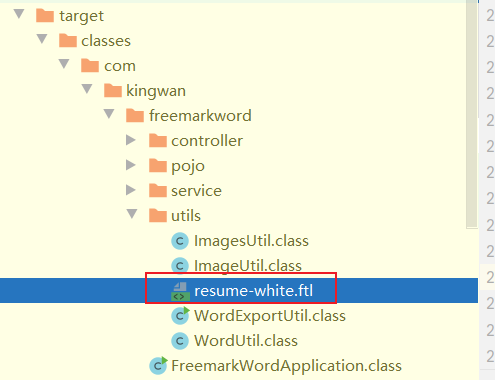 target
classes
com
kingwan
freemarkword
controller
pojo
service
utils
ImagesUtil.class
ImageUtil.class
resume-white.ftl
WordExportUtil.class
WordUtil.class
FreemarkWordApplication.class